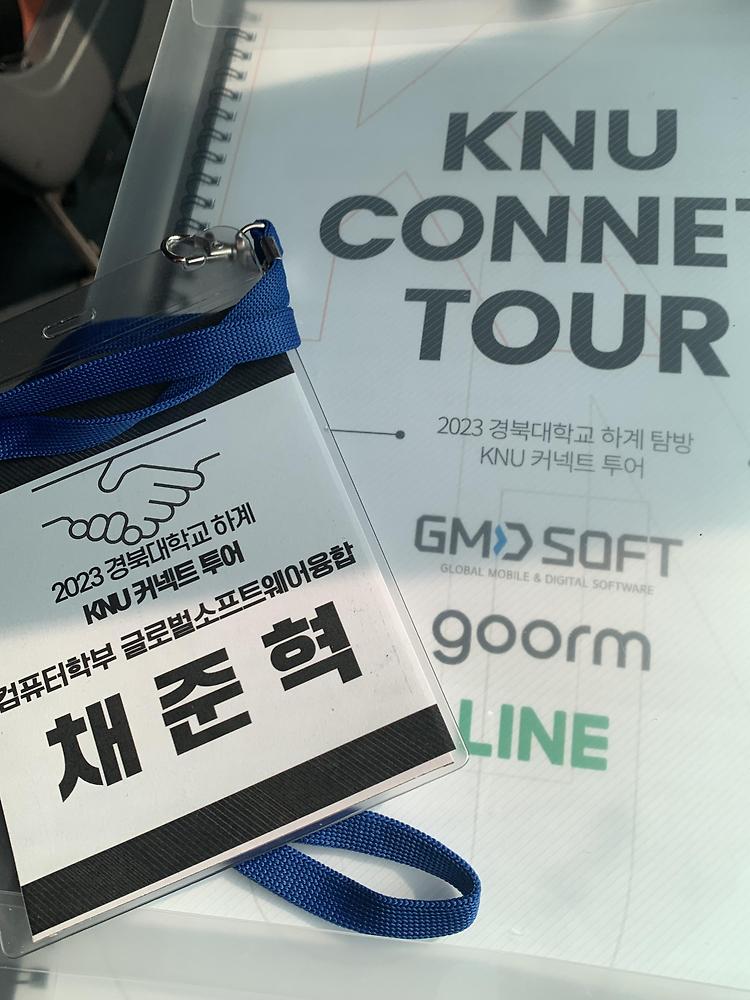 KNU
CONNET
TOUR
2023 경북대학교 하계 탐방
KNU 커넥트 투어
GMD SOFT
GLOBAL MOBILE & DIGITAL SOFTWARE
goorm
LINE
2023 경북대학교 하계
KNU 커넥트 투어
컴퓨터학부 글로벌소프트웨어융합
채준혁